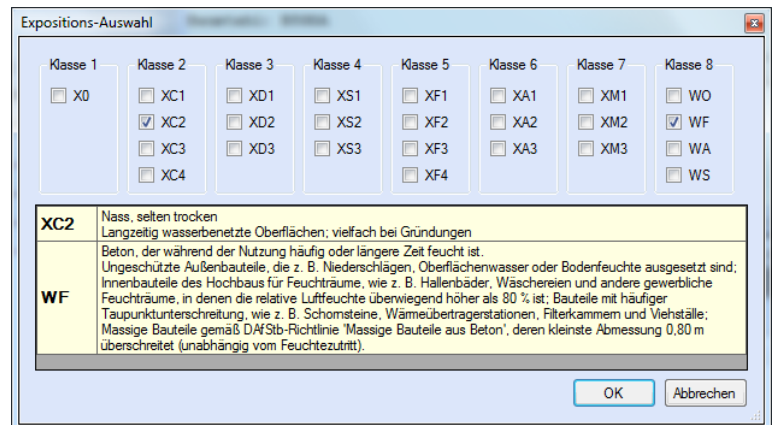 Expositions-Auswahl
Klasse 1 Klasse 2 Klasse 3 Klasse 4 Klasse 5 Klasse 6 Klasse 7 Klasse 8
X0 XC1 XD1 XS1 XF1 XA1 XM1 WO
XC2 XD2 XS2 XF2 XA2 XM2 WF
XC3 XD3 XS3 XF3 XA3 XM3 WA
XC4 XF4 WS
XC2
Nass, selten trocken
Langzeitig wasserbenetzte Oberflächen; vielfach bei Gründungen
WF
Beton, der während der Nutzung häufig oder längere Zeit feucht ist.
Ungeschützte Außenbauteile, die z. B. Niederschlägen, Oberflächenwasser oder Bodenfeuchte ausgesetzt sind;
Innenbauteile des Hochbaus für Feuchträume, wie z. B. Hallenbäder, Wäschereien und andere gewerbliche
Feuchträume, in denen die relative Luftfeuchte überwiegend höher als 80 % ist; Bauteile mit häufiger
Taupunktunterschreitung, wie z. B. Schornsteine, Wärmeübertragerstationen, Filterkammern und Viehställe;
Massige Bauteile gemäß DAfStb-Richtlinie 'Massige Bauteile aus Beton', deren kleinste Abmessung 0,80 m
überschreitet (unabhängig vom Feuchtezutritt).
OK Abbrechen